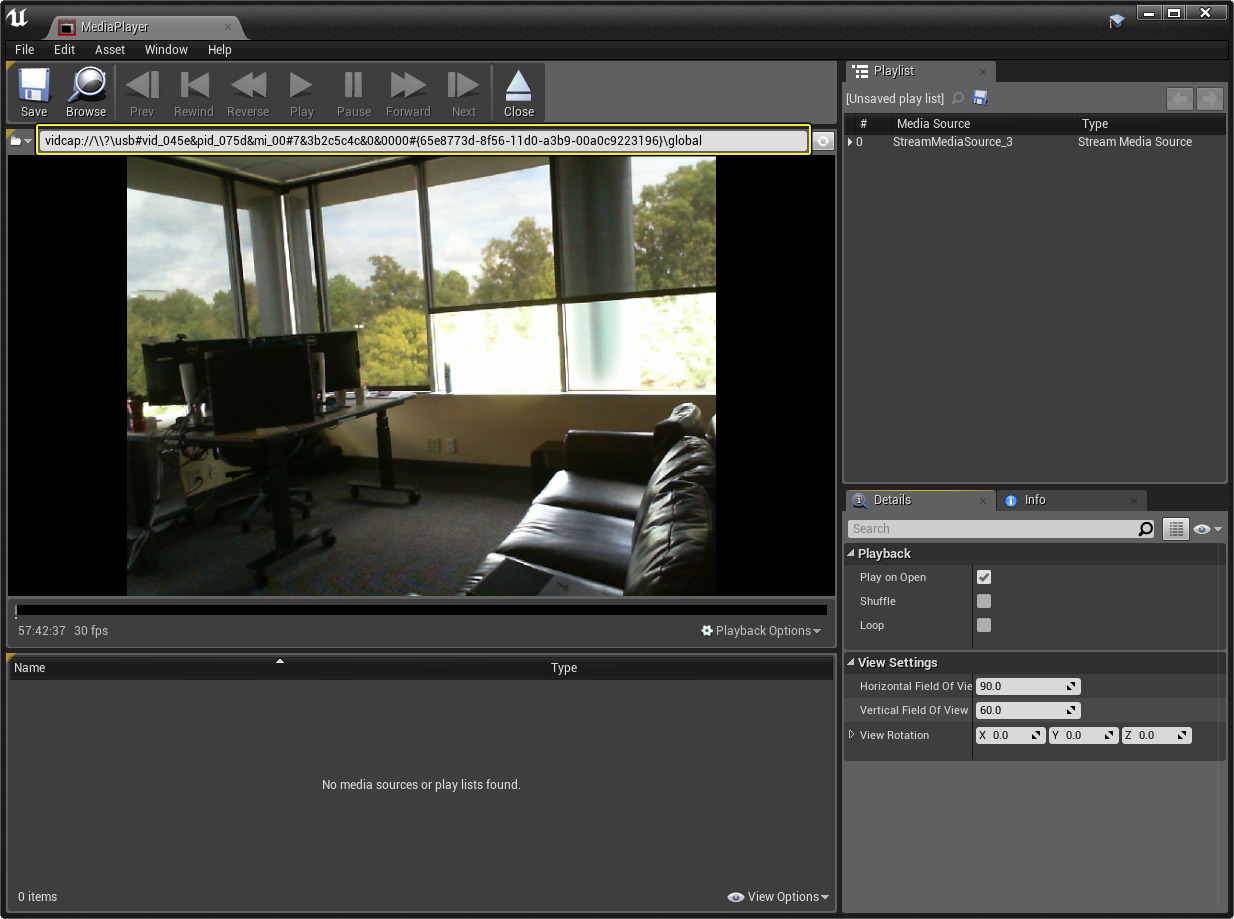 MediaPlayer
File Edit Asset Window Help
Save Browse Prev Rewind Reverse Play Pause Forward Next Close
vidcap://\\?\usb#vid_045e&pid_075d&mi_00#7&3b2c5c4c&0&0000#{65e8773d-8f56-11d0-a3b9-00a0c9223196}\global
57:42:37 30 fps
Playback Options
Name Type
No media sources or play lists found.
0 items
View Options
Playlist
[Unsaved play list]
# Media Source Type
0 StreamMediaSource_3 Stream Media Source
Details Info
Search
Playback
Play on Open
Shuffle
Loop
View Settings
Horizontal Field Of Vie 90.0
Vertical Field Of View 60.0
View Rotation X 0.0 Y 0.0 Z 0.0